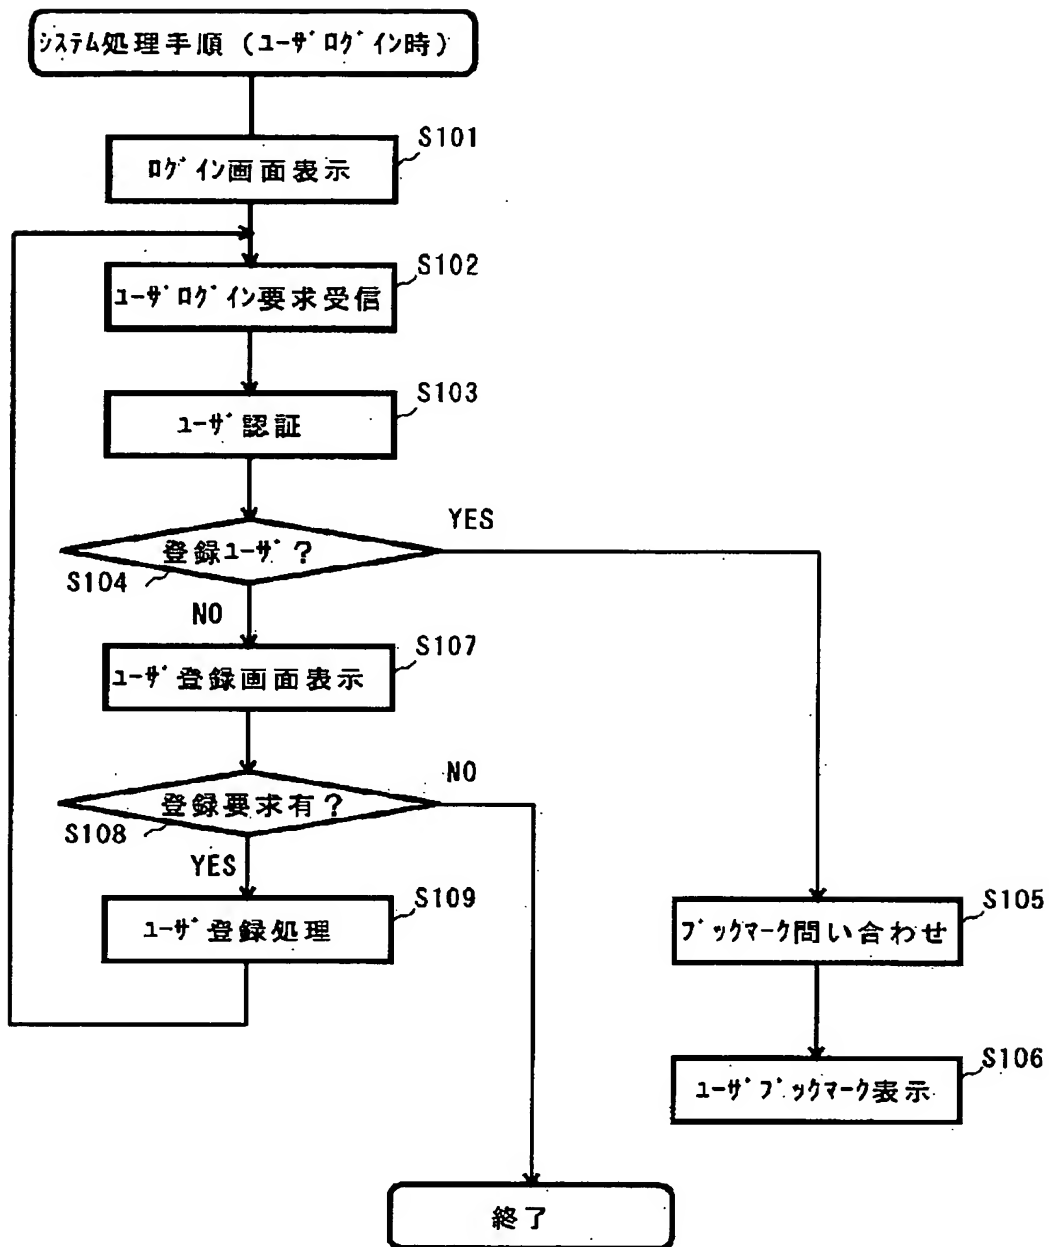 システム処理手順（ユーザログイン時）
S101
ログイン画面表示
S102
ユーザログイン要求受信
S103
ユーザ認証
YES
登録ユーザ？
S104
NO
S107
ユーザ登録画面表示
NO
登録要求有？
S108
YES
S109
ユーザ登録処理
S105
ブックマーク問い合わせ
S106
ユーザブックマーク表示
終了